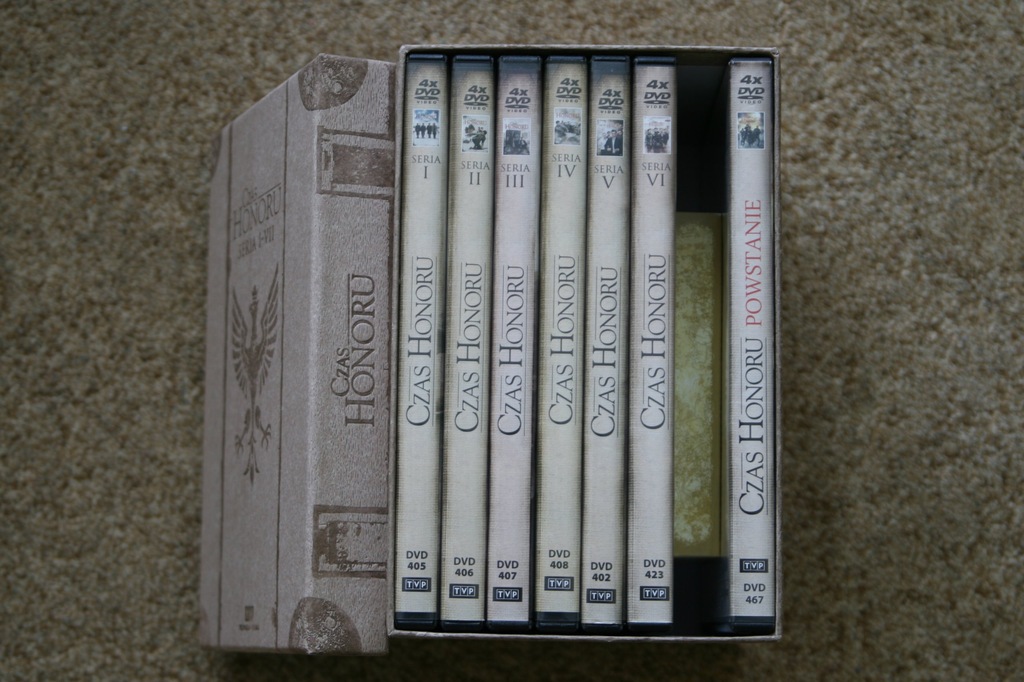 CZAS
HONORU
SERIA I-VII
CZAS
HONORU
4x
DVD
VIDEO
SERIA
I
CZAS HONORU
DVD
405
TVP
4x
DVD
VIDEO
SERIA
II
CZAS HONORU
DVD
406
TVP
4x
DVD
VIDEO
SERIA
III
CZAS HONORU
DVD
407
TVP
4x
DVD
VIDEO
SERIA
IV
CZAS HONORU
DVD
408
TVP
4x
DVD
VIDEO
SERIA
V
CZAS HONORU
DVD
402
TVP
4x
DVD
VIDEO
SERIA
VI
CZAS HONORU
DVD
423
TVP
4x
DVD
VIDEO
CZAS HONORU POWSTANIE
TVP
DVD
467